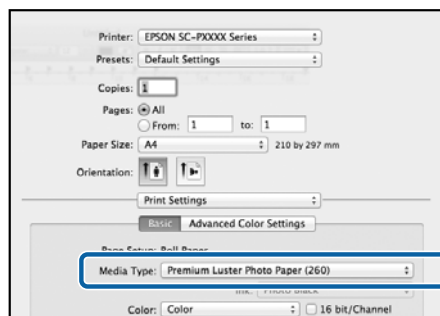 Printer: EPSON SC-PXXXX Series
Presets: Default Settings
Copies: 1
Pages: All
From: 1 to: 1
Paper Size: A4 210 by 297 mm
Orientation:
Print Settings
Basic Advanced Color Settings
Page Setup: Roll Paper
Media Type: Premium Luster Photo Paper (260)
Ink: Photo Black
Color: Color 16 bit/Channel